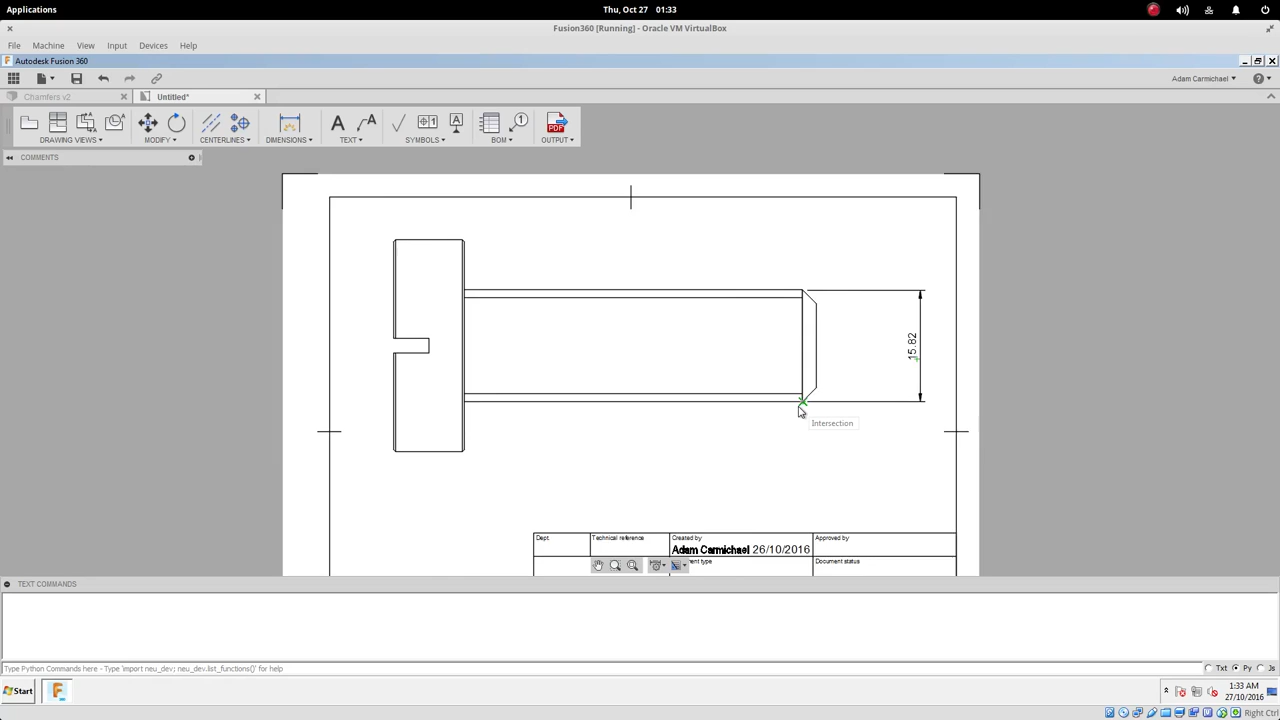 Applications
Thu, Oct 27 01:33
Fusion360 [Running] - Oracle VM VirtualBox
File Machine View Input Devices Help
Autodesk Fusion 360
Adam Carmichael
Chamfers v2
Untitled*
DRAWING VIEWS MODIFY CENTERLINES DIMENSIONS TEXT SYMBOLS BOM OUTPUT
PDF
COMMENTS
15.82
Intersection
Dept. Technical reference Created by Approved by
Adam Carmichael 26/10/2016
nt type Document status
TEXT COMMANDS
Type Python Commands here - Type 'import neu_dev; neu_dev.list_functions()' for help
Txt Py Js
Start
1:33 AM
27/10/2016
Right Ctrl